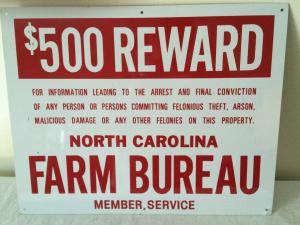 $500 REWARD
FOR INFORMATION LEADING TO THE ARREST AND FINAL CONVICTION
OF ANY PERSON OR PERSONS COMMITTING FELONIOUS THEFT, ARSON,
MALICIOUS DAMAGE OR ANY OTHER FELONIES ON THIS PROPERTY.
NORTH CAROLINA
FARM BUREAU
MEMBER, SERVICE